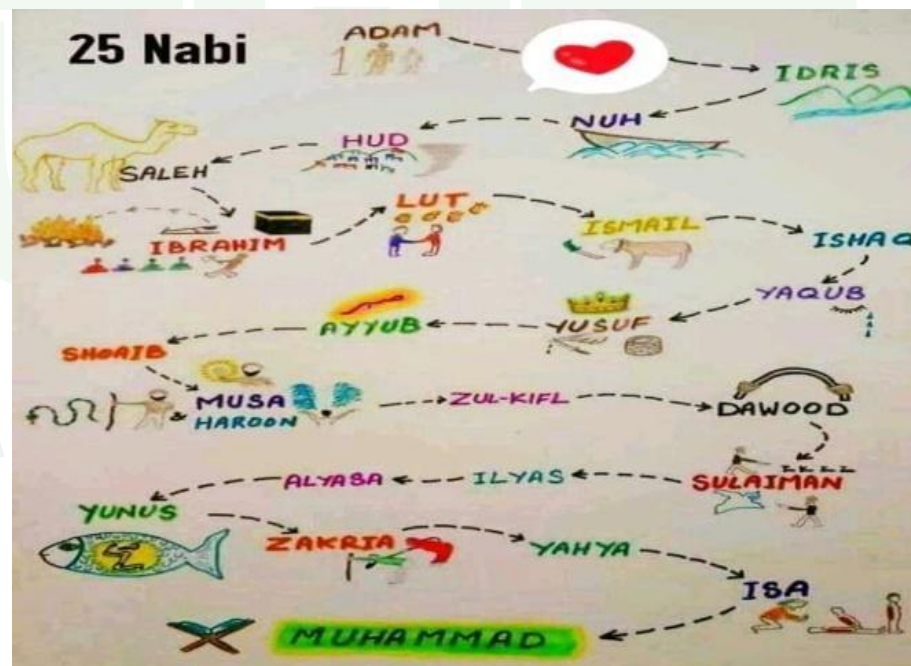 25 Nabi
ADAM
IDRIS
NUH
HUD
SALEH
IBRAHIM
LUT
ISMAIL
ISHAQ
YAQUB
YUSUF
AYYUB
SHOAIB
MUSA
&
HAROON
ZUL-KIFL
DAWOOD
SULAIMAN
ILYAS
ALYASA
YUNUS
ZAKRIA
YAHYA
ISA
MUHAMMAD